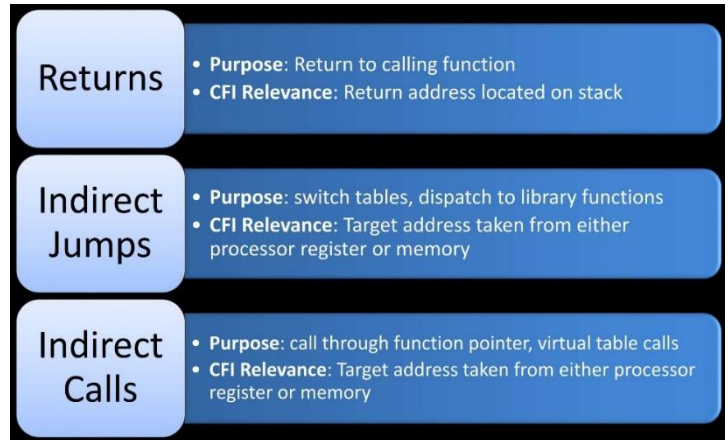 Returns
• Purpose: Return to calling function
• CFI Relevance: Return address located on stack
Indirect
Jumps
• Purpose: switch tables, dispatch to library functions
• CFI Relevance: Target address taken from either
processor register or memory
Indirect
Calls
• Purpose: call through function pointer, virtual table calls
• CFI Relevance: Target address taken from either processor
register or memory